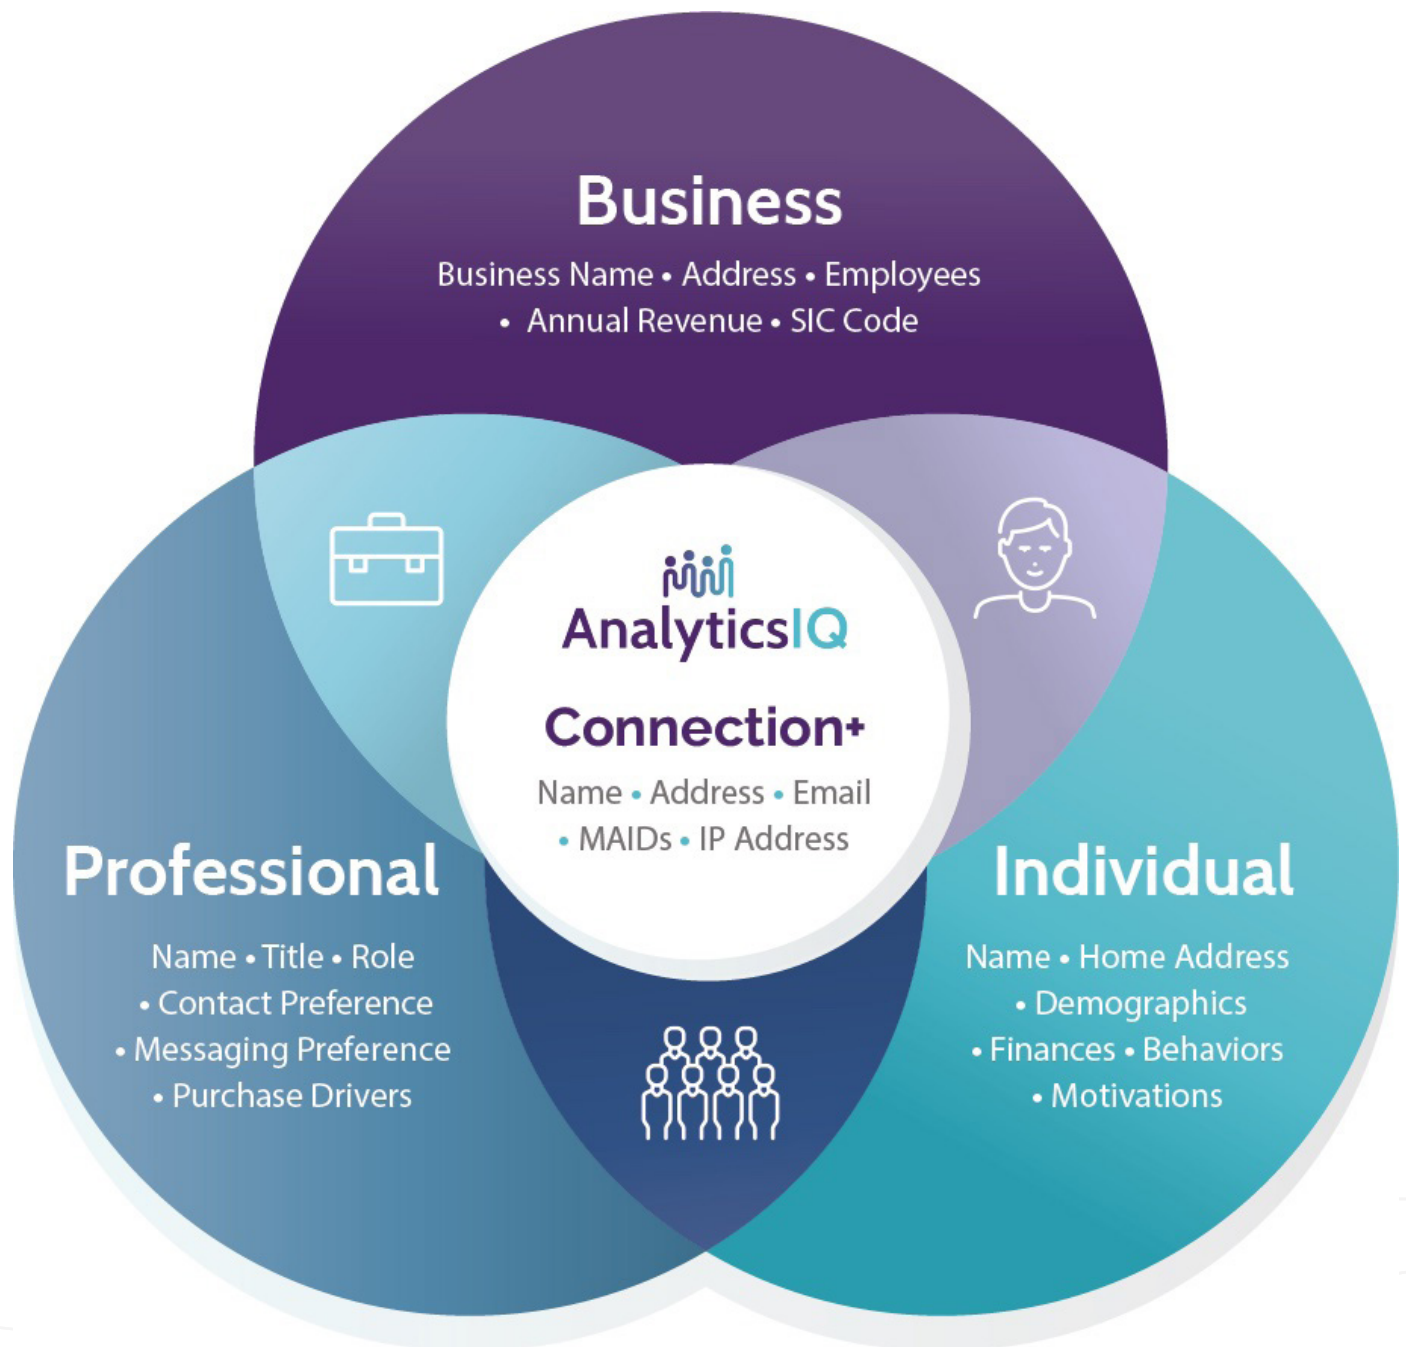 Business
Business Name • Address • Employees
• Annual Revenue • SIC Code
AnalyticsIQ
Connection+
Name • Address • Email
• MAIDs • IP Address
Professional
Name • Title • Role
• Contact Preference
• Messaging Preference
• Purchase Drivers
Individual
Name • Home Address
• Demographics
• Finances • Behaviors
• Motivations